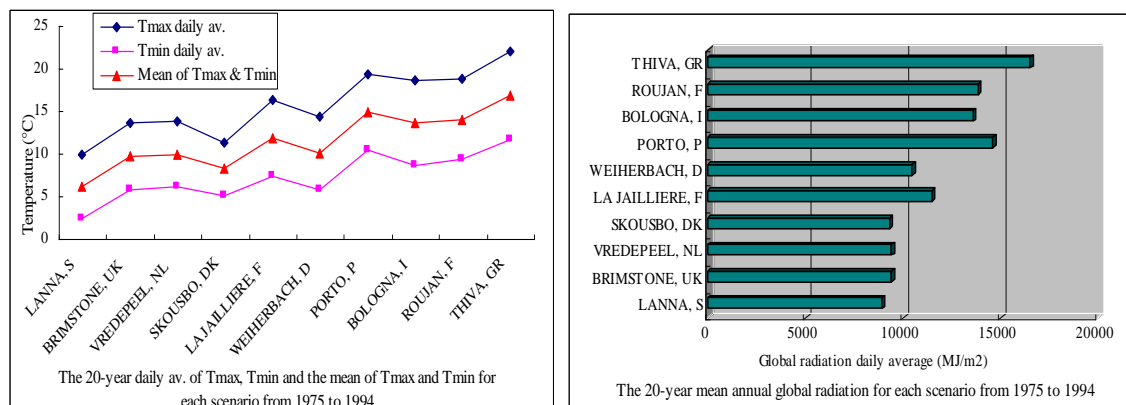 25
20
15
10
5
0
Temperature (°C)
Tmax daily av.
Tmin daily av.
Mean of Tmax & Tmin
LANNA, S
BRIMSTONE, UK
VREDEPEEL, NL
SKOUSBO, DK
LA JAILLIERE, F
WEIHERBACH, D
PORTO, P
BOLOGNA, I
ROUJAN, F
THIVA, GR
The 20-year daily av. of Tmax, Tmin and the mean of Tmax and Tmin for
each scenario from 1975 to 1994
THIVA, GR
ROUJAN, F
BOLOGNA, I
PORTO, P
WEIHERBACH, D
LA JAILLIERE, F
SKOUSBO, DK
VREDEPEEL, NL
BRIMSTONE, UK
LANNA, S
0 5000 10000 15000 20000
Global radiation daily average (MJ/m2)
The 20-year mean annual global radiation for each scenario from 1975 to 1994